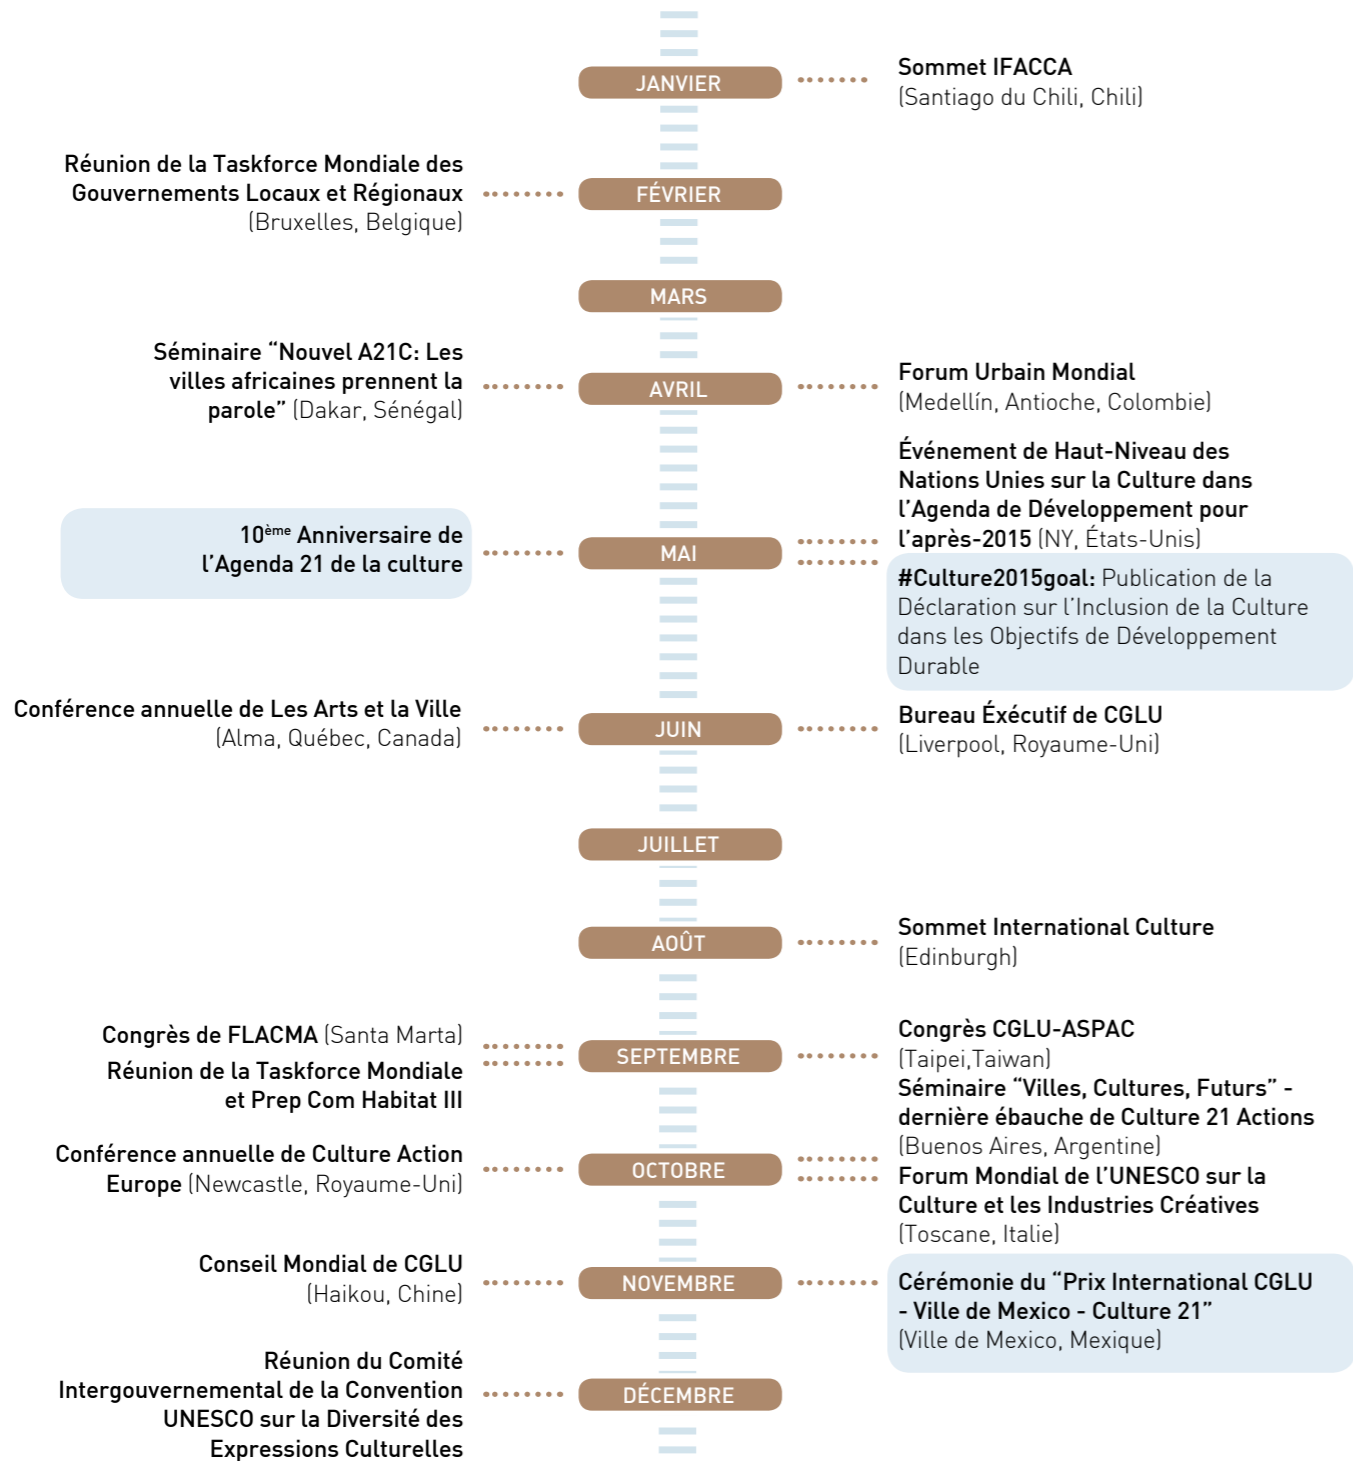 JANVIER
Sommet IFACCA
(Santiago du Chili, Chili)
Réunion de la Taskforce Mondiale des
Gouvernements Locaux et Régionaux
(Bruxelles, Belgique)
FÉVRIER
MARS
Séminaire “Nouvel A21C: Les
villes africaines prennent la
parole” (Dakar, Sénégal)
AVRIL
Forum Urbain Mondial
(Medellín, Antioche, Colombie)
10ème Anniversaire de
l’Agenda 21 de la culture
MAI
Événement de Haut-Niveau des
Nations Unies sur la Culture dans
l’Agenda de Développement pour
l’après-2015 (NY, États-Unis)
#Culture2015goal: Publication de la
Déclaration sur l’Inclusion de la Culture
dans les Objectifs de Développement
Durable
Conférence annuelle de Les Arts et la Ville
(Alma, Québec, Canada)
JUIN
Bureau Éxécutif de CGLU
(Liverpool, Royaume-Uni)
JUILLET
AOÛT
Sommet International Culture
(Edinburgh)
Congrès de FLACMA (Santa Marta)
Réunion de la Taskforce Mondiale
et Prep Com Habitat III
SEPTEMBRE
Congrès CGLU-ASPAC
(Taipei,Taiwan)
Conférence annuelle de Culture Action
Europe (Newcastle, Royaume-Uni)
OCTOBRE
Séminaire “Villes, Cultures, Futurs” -
dernière ébauche de Culture 21 Actions
(Buenos Aires, Argentine)
Forum Mondial de l’UNESCO sur la
Culture et les Industries Créatives
(Toscane, Italie)
Conseil Mondial de CGLU
(Haikou, Chine)
NOVEMBRE
Cérémonie du “Prix International CGLU
- Ville de Mexico - Culture 21”
(Ville de Mexico, Mexique)
Réunion du Comité
Intergouvernemental de la Convention
UNESCO sur la Diversité des
Expressions Culturelles
DÉCEMBRE